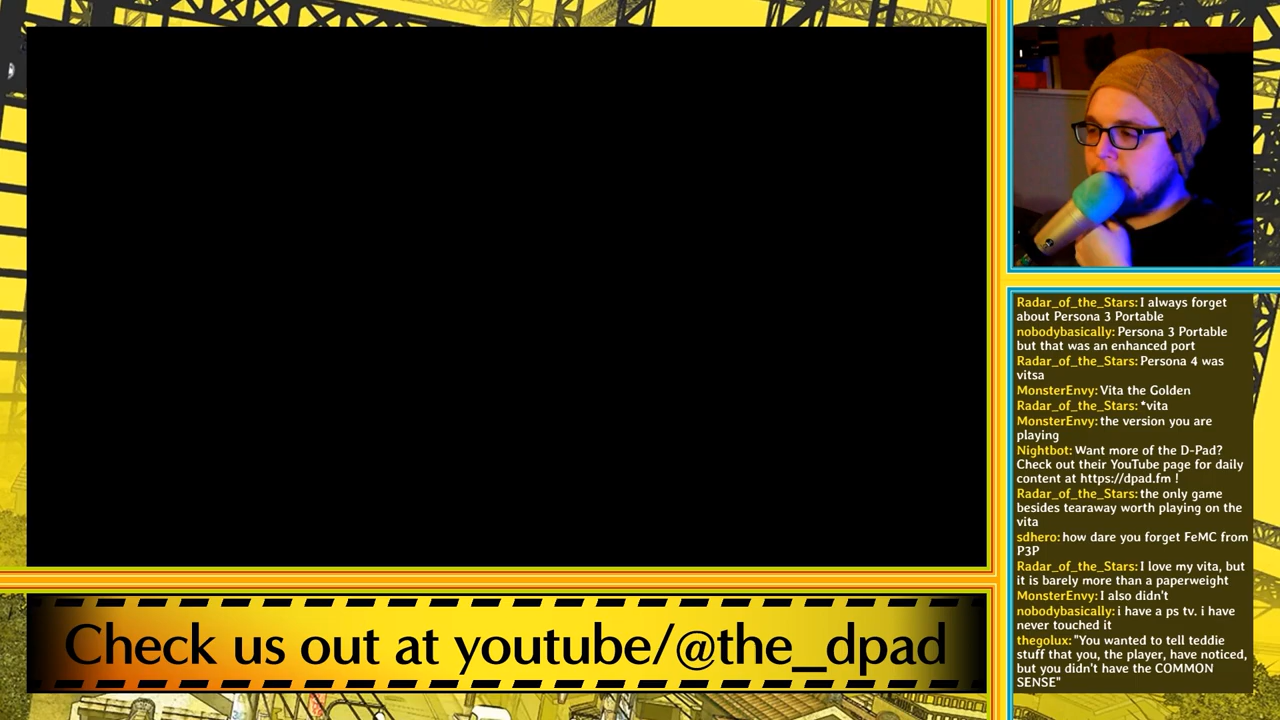 Radar_of_the_Stars: I always forget
about Persona 3 Portable
nobodybasically: Persona 3 Portable
but that was an enhanced port
Radar_of_the_Stars: Persona 4 was
vitsa
MonsterEnvy: Vita the Golden
Radar_of_the_Stars: *vita
MonsterEnvy: the version you are
playing
Nightbot: Want more of the D-Pad?
Check out their YouTube page for daily
content at https://dpad.fm !
Radar_of_the_Stars: the only game
besides tearaway worth playing on the
vita
sdhero: how dare you forget FeMC from
P3P
Radar_of_the_Stars: I love my vita, but
it is barely more than a paperweight
MonsterEnvy: I also didn't
nobodybasically: i have a ps tv. i have
never touched it
thegolux: "You wanted to tell teddie
stuff that you, the player, have noticed,
but you didn't have the COMMON
SENSE"
Check us out at youtube/@the_dpad